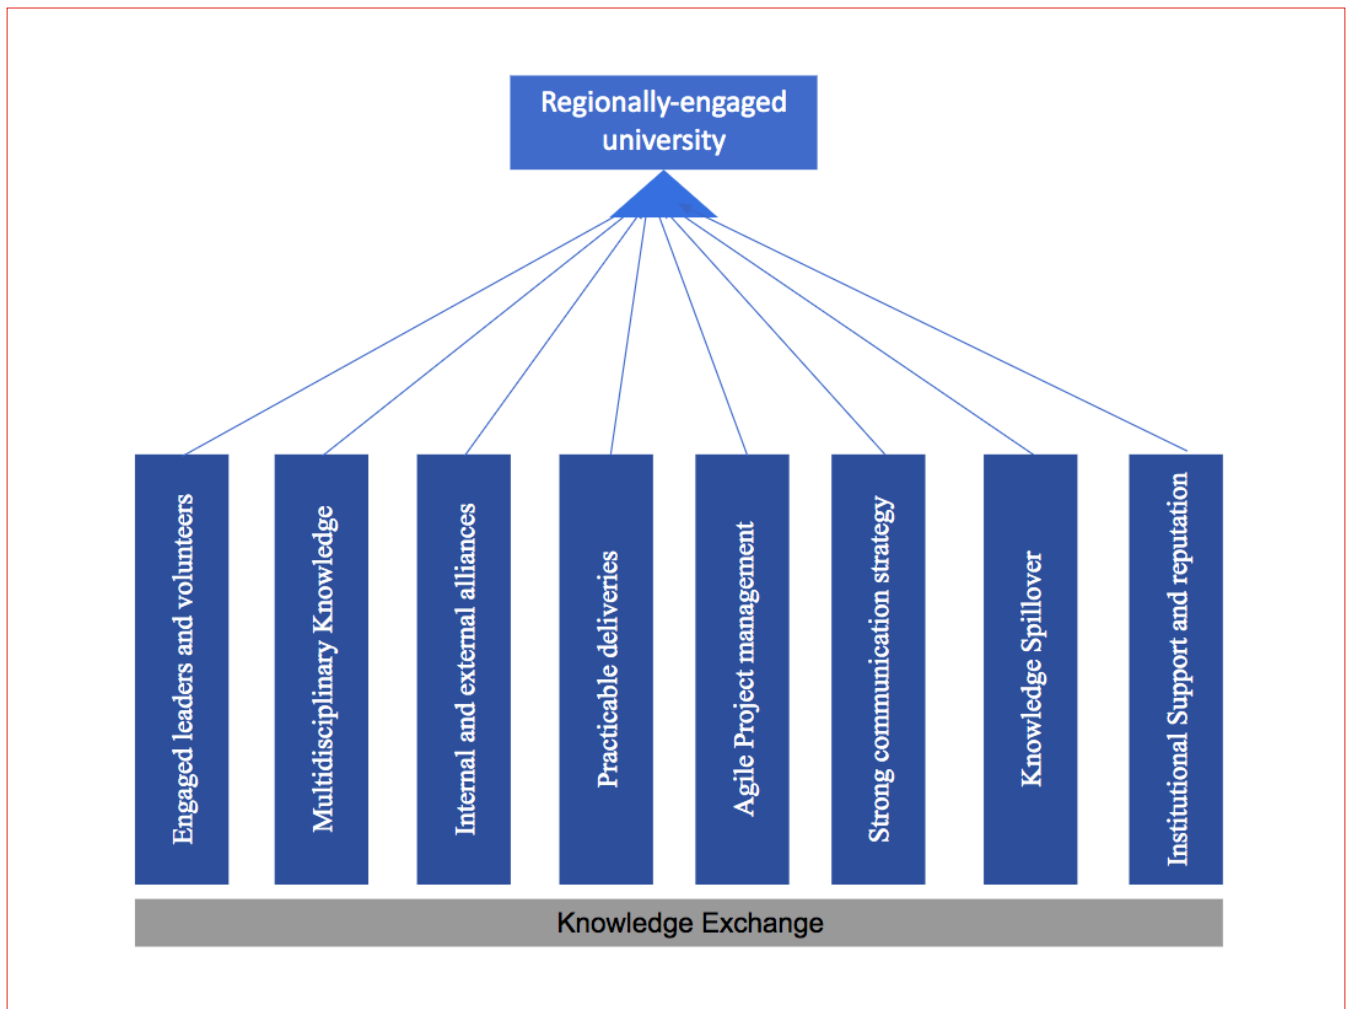 Regionally-engaged
university
Engaged leaders and volunteers
Multidisciplinary Knowledge
Internal and external alliances
Practicable deliveries
Agile Project management
Strong communication strategy
Knowledge Spillover
Institutional Support and reputation
Knowledge Exchange